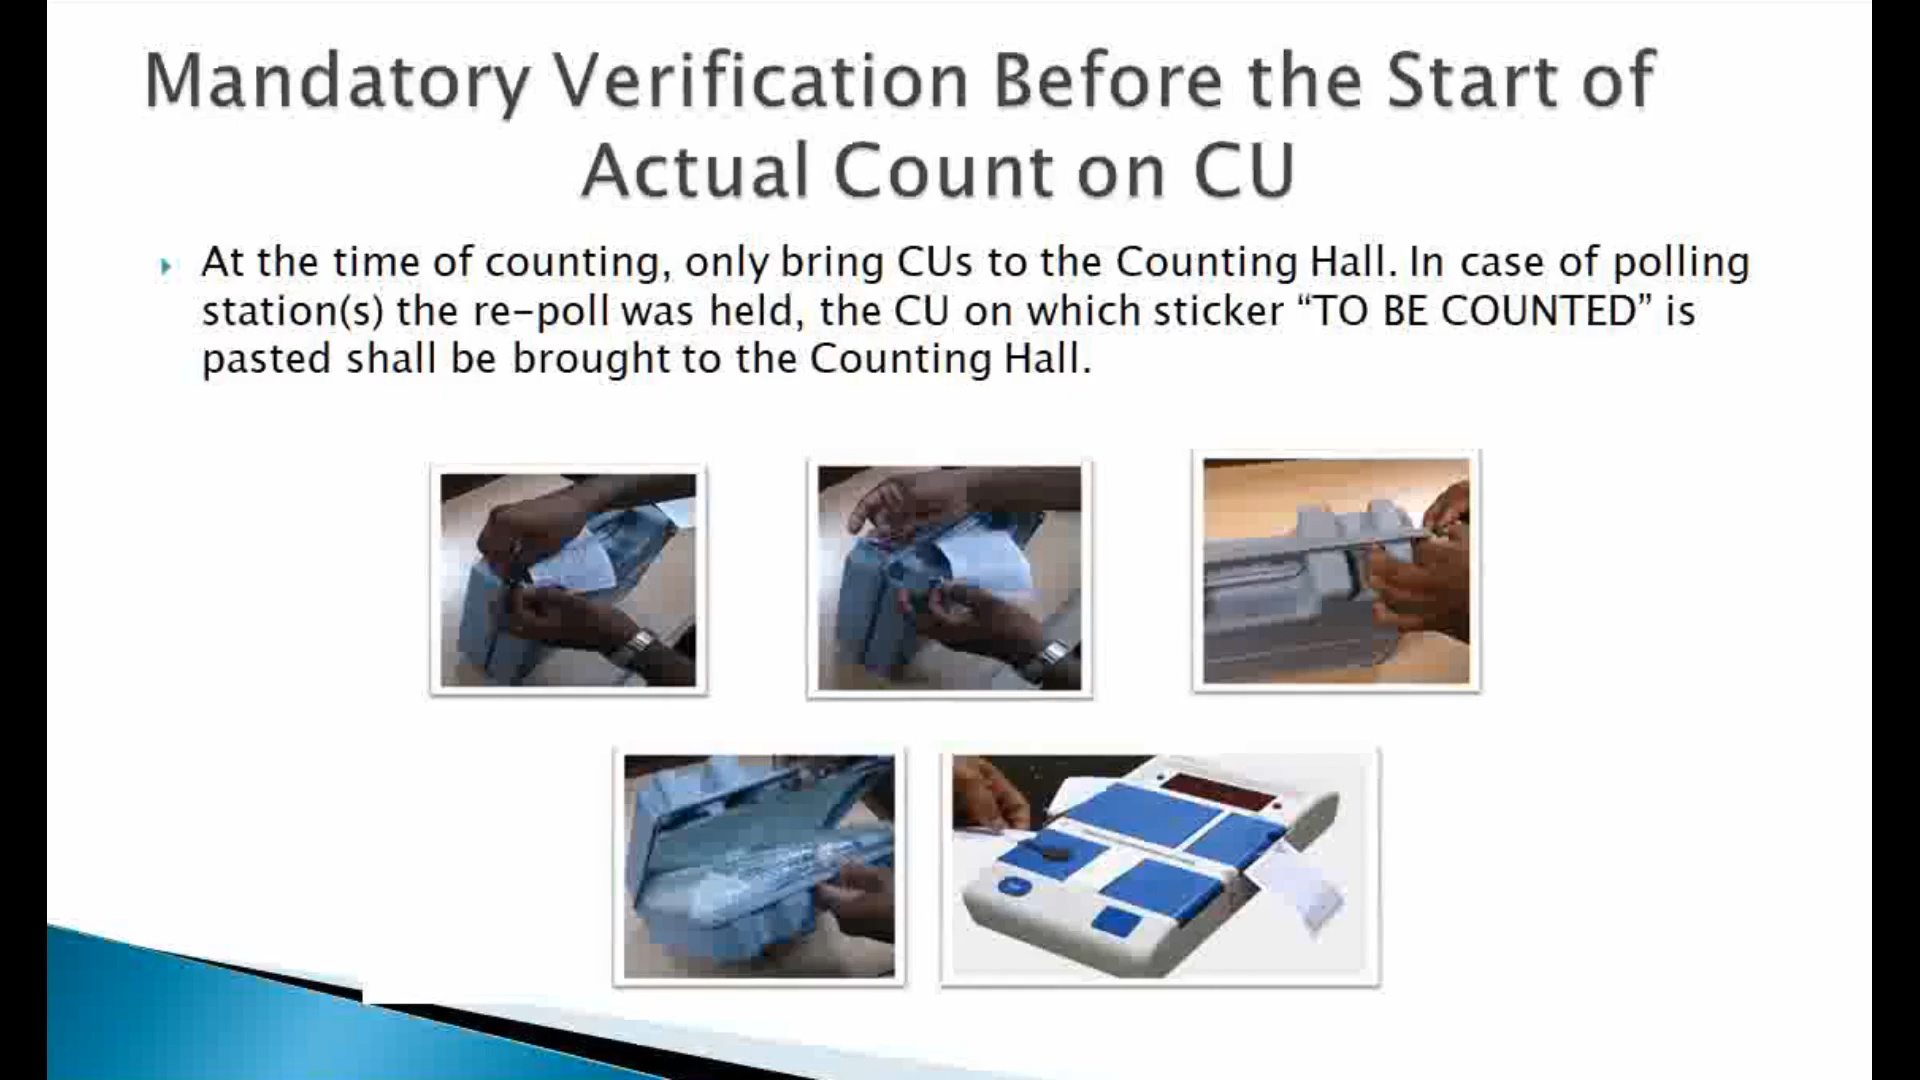 Mandatory Verification Before the Start of
Actual Count on CU
At the time of counting, only bring CUs to the Counting Hall. In case of polling
station(s) the re-poll was held, the CU on which sticker “TO BE COUNTED” is
pasted shall be brought to the Counting Hall.